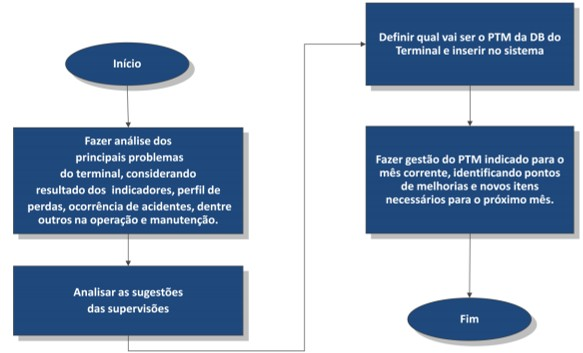 Início
Fazer análise dos
principais problemas
do terminal, considerando
resultado dos indicadores, perfil de
perdas, ocorrência de acidentes, dentre
outros na operação e manutenção.
Analisar as sugestões
das supervisões
Definir qual vai ser o PTM da DB do
Terminal e inserir no sistema
Fazer gestão do PTM indicado para o
mês corrente, identificando pontos
de melhorias e novos itens
necessários para o próximo mês.
Fim